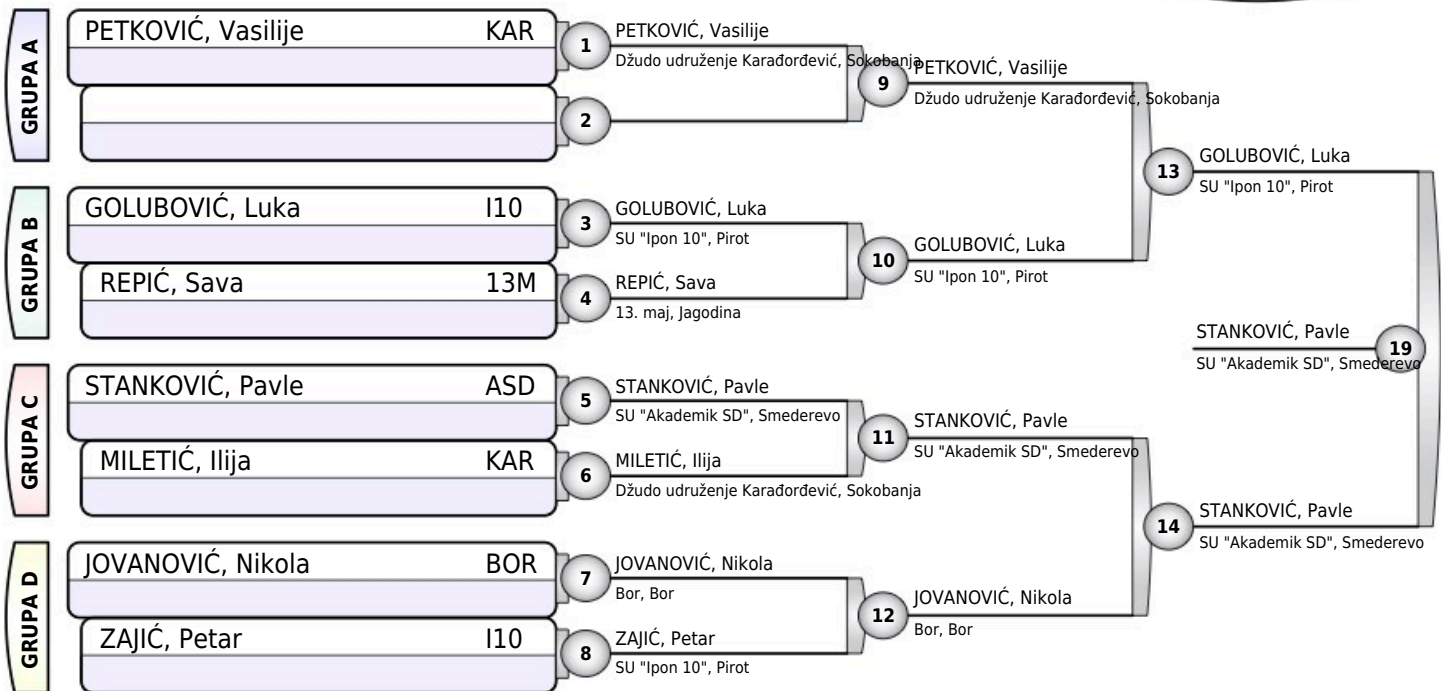 GRUPA A
PETKOVIĆ, Vasilije KAR
1
PETKOVIĆ, Vasilije
Džudo udruženje Karađorđević, Sokobanja
2
9
PETKOVIĆ, Vasilije
Džudo udruženje Karađorđević, Sokobanja
13
GOLUBOVIĆ, Luka
SU "Ipon 10", Pirot
GRUPA B
GOLUBOVIĆ, Luka I10
3
GOLUBOVIĆ, Luka
SU "Ipon 10", Pirot
10
GOLUBOVIĆ, Luka
SU "Ipon 10", Pirot
REPIĆ, Sava 13M
4
REPIĆ, Sava
13. maj, Jagodina
STANKOVIĆ, Pavle
SU "Akademik SD", Smederevo
19
GRUPA C
STANKOVIĆ, Pavle ASD
5
STANKOVIĆ, Pavle
SU "Akademik SD", Smederevo
11
STANKOVIĆ, Pavle
SU "Akademik SD", Smederevo
MILETIĆ, Ilija KAR
6
MILETIĆ, Ilija
Džudo udruženje Karađorđević, Sokobanja
14
STANKOVIĆ, Pavle
SU "Akademik SD", Smederevo
GRUPA D
JOVANOVIĆ, Nikola BOR
7
JOVANOVIĆ, Nikola
Bor, Bor
12
JOVANOVIĆ, Nikola
Bor, Bor
ZAJIĆ, Petar I10
8
ZAJIĆ, Petar
SU "Ipon 10", Pirot